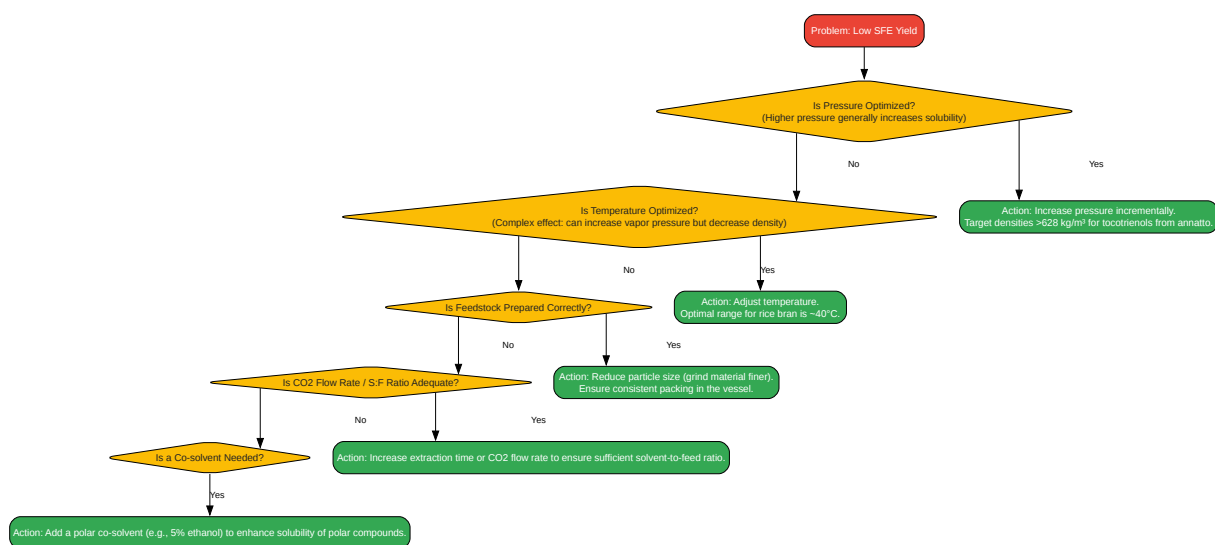 Problem: Low SFE Yield
Is Pressure Optimized?
(Higher pressure generally increases solubility)
No
Yes
Is Temperature Optimized?
(Complex effect: can increase vapor pressure but decrease density)
Action: Increase pressure incrementally.
Target densities >628 kg/m³ for tocotrienols from annatto.
No
Yes
Is Feedstock Prepared Correctly?
Action: Adjust temperature.
Optimal range for rice bran is ~40°C.
No
Yes
Is CO2 Flow Rate / S:F Ratio Adequate?
Action: Reduce particle size (grind material finer).
Ensure consistent packing in the vessel.
No
Yes
Is a Co-solvent Needed?
Action: Increase extraction time or CO2 flow rate to ensure sufficient solvent-to-feed ratio.
Yes
Action: Add a polar co-solvent (e.g., 5% ethanol) to enhance solubility of polar compounds.